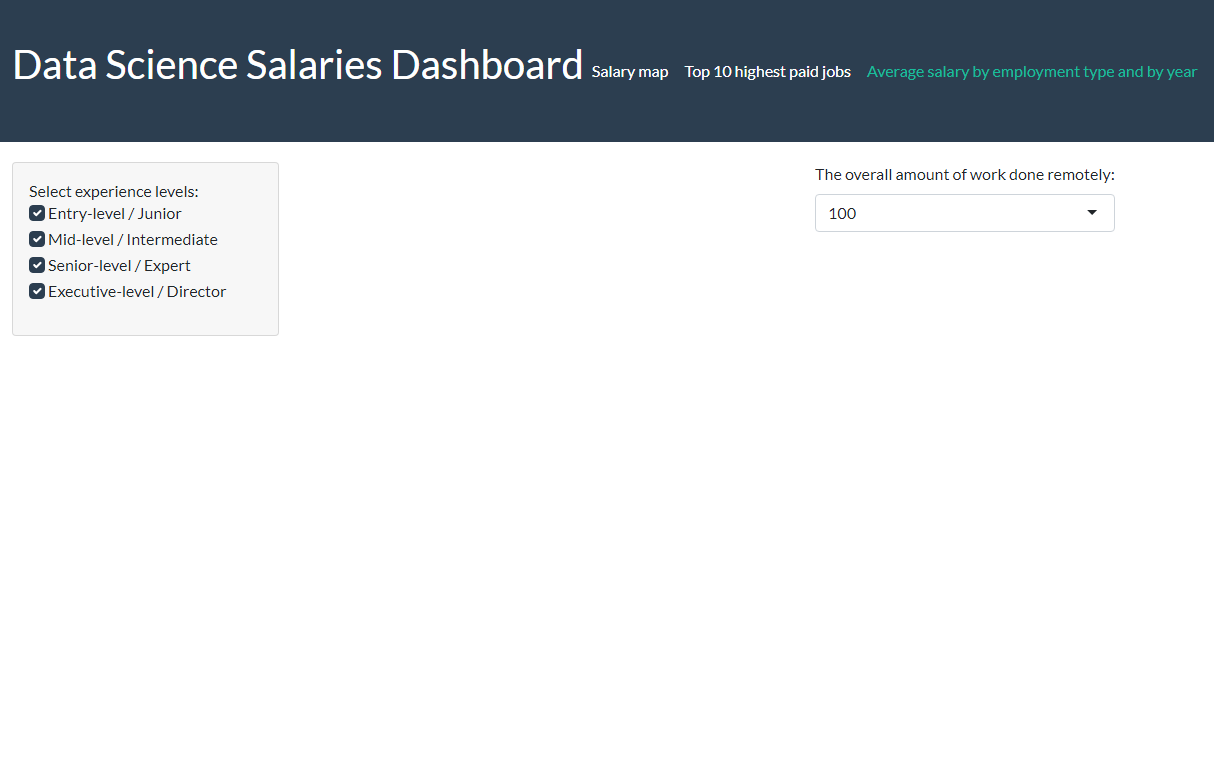 Data Science Salaries Dashboard
Salary map
Top 10 highest paid jobs
Average salary by employment type and by year
Select experience levels:
Entry-level / Junior
Mid-level / Intermediate
Senior-level / Expert
Executive-level / Director
The overall amount of work done remotely:
100